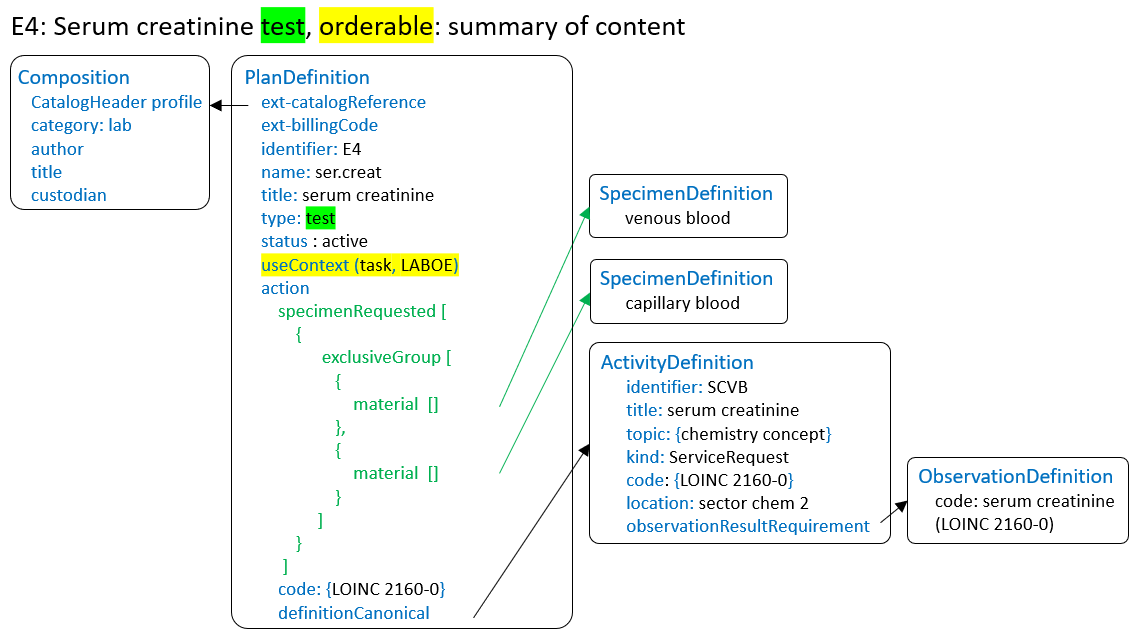 E4: Serum creatinine test, orderable: summary of content
Composition
CatalogHeader profile
category: lab
author
title
custodian
PlanDefinition
ext-catalogReference
ext-billingCode
identifier: E4
name: ser.creat
title: serum creatinine
type: test
status : active
useContext (task, LABOE)
action
specimenRequested [
{
exclusiveGroup [
{
material []
},
{
material []
}
]
}
]
code: {LOINC 2160-0}
definitionCanonical
SpecimenDefinition
venous blood
SpecimenDefinition
capillary blood
ActivityDefinition
identifier: SCVB
title: serum creatinine
topic: {chemistry concept}
kind: ServiceRequest
code: {LOINC 2160-0}
location: sector chem 2
observationResultRequirement
ObservationDefinition
code: serum creatinine
(LOINC 2160-0)